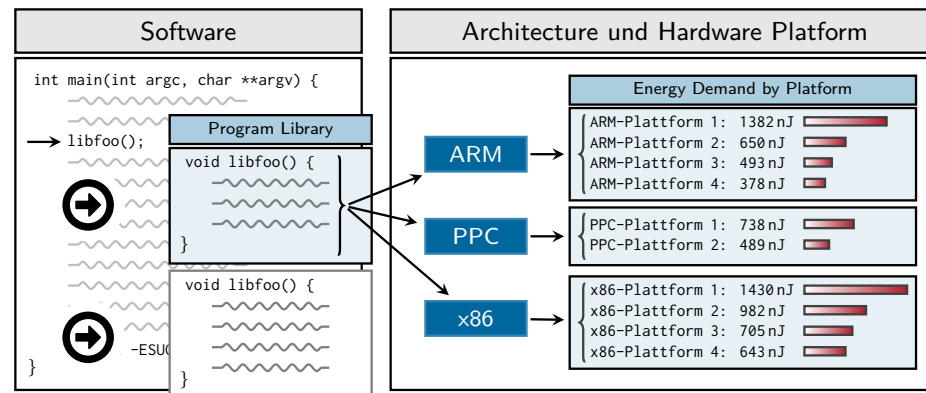 Software
int main(int argc, char **argv) {
libfoo();
-ESUC
}
Program Library
void libfoo() {
}
void libfoo() {
}
Architecture und Hardware Platform
ARM
PPC
x86
Energy Demand by Platform
ARM-Plattform 1: 1382 nJ
ARM-Plattform 2: 650 nJ
ARM-Plattform 3: 493 nJ
ARM-Plattform 4: 378 nJ
PPC-Plattform 1: 738 nJ
PPC-Plattform 2: 489 nJ
x86-Plattform 1: 1430 nJ
x86-Plattform 2: 982 nJ
x86-Plattform 3: 705 nJ
x86-Plattform 4: 643 nJ